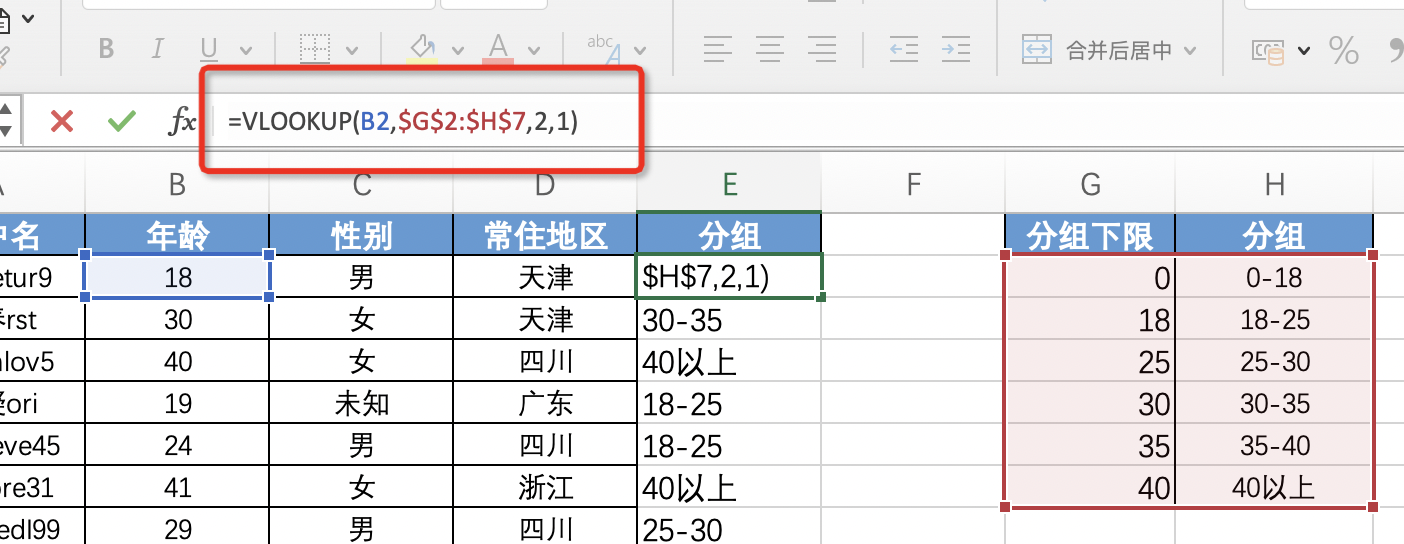 B I U A abc A 合并后居中 %
fx =VLOOKUP(B2,$G$2:$H$7,2,1)
B C D E F G H
名 年龄 性别 常住地区 分组 分组下限 分组
etur9 18 男 天津 $H$7,2,1) 0 0-18
rst 30 女 天津 30-35 18 18-25
lov5 40 女 四川 40以上 25 25-30
ori 19 未知 广东 18-25 30 30-35
eve45 24 男 四川 18-25 35 35-40
ore31 41 女 浙江 40以上 40 40以上
edl99 29 男 四川 25-30